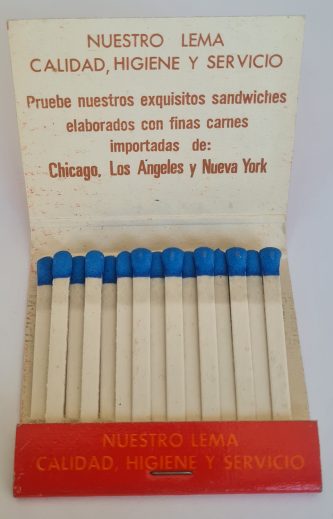 NUESTRO LEMA
CALIDAD, HIGIENE Y SERVICIO
Pruebe nuestros exquisitos sandwiches
elaborados con finas carnes
importadas de:
Chicago, Los Angeles y Nueva York
NUESTRO LEMA
CALIDAD, HIGIENE Y SERVICIO